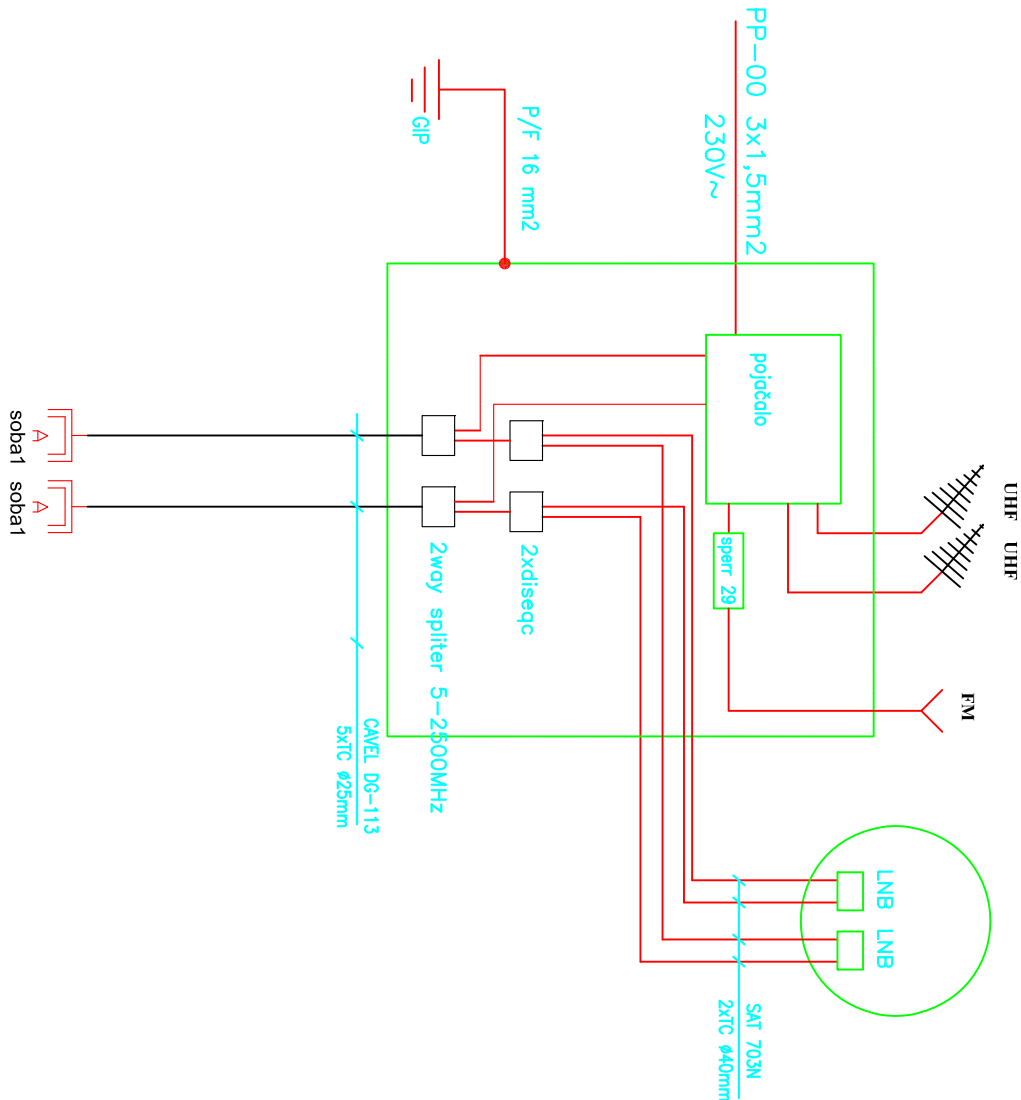 UHF
UHF
FM
LNB
LNB
SAT 703N
2xTC ø40mm
PP-00 3x1,5mm2
230V~
pojačalo
sperr 29
P/F 16 mm2
GIP
2xdiseqc
2way spliter 5-2500MHz
CAVEL DG-113
5xTC ø25mm
A
soba1
A
soba1